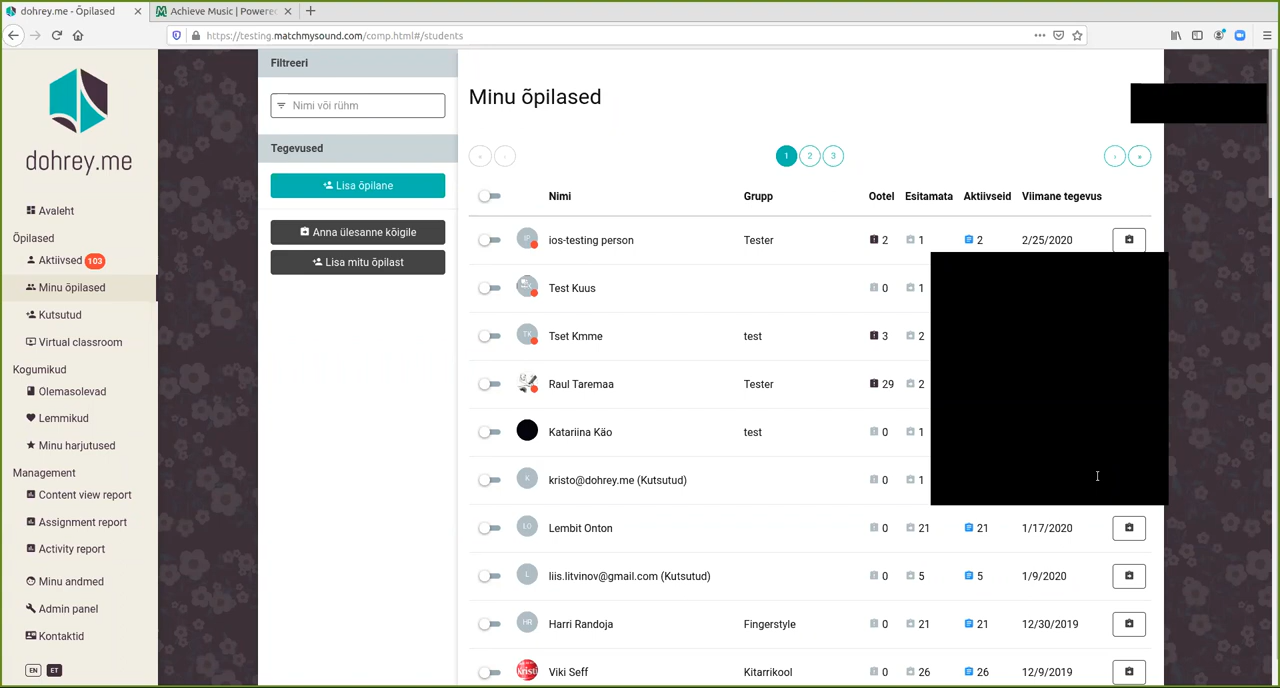 dohrey.me - Õpilased
Achieve Music | Powere
https://testing.matchmysound.com/comp.html#/students
dohrey.me
Avaleht
Õpilased
Aktiivsed 103
Minu õpilased
Kutsutud
Virtual classroom
Kogumikud
Olemasolevad
Lemmikud
Minu harjutused
Management
Content view report
Assignment report
Activity report
Minu andmed
Admin panel
Kontaktid
EN ET
Filtreeri
Nimi või rühm
Tegevused
Lisa õpilane
Anna ülesanne kõigile
Lisa mitu õpilast
Minu õpilased
« ‹ 1 2 3 › »
Nimi Grupp Ootel Esitamata Aktiivseid Viimane tegevus
IP ios-testing person Tester 2 1 2 2/25/2020
Test Kuus 0 1
TK Tset Kmme test 3 2
Raul Taremaa Tester 29 2
Katariina Käo test 0 1
K kristo@dohrey.me (Kutsutud) 0 1
LO Lembit Onton 0 21 21 1/17/2020
L liis.litvinov@gmail.com (Kutsutud) 0 5 5 1/9/2020
HR Harri Randoja Fingerstyle 0 21 21 12/30/2019
Kristi Viki Seff Kitarrikool 0 26 26 12/9/2019